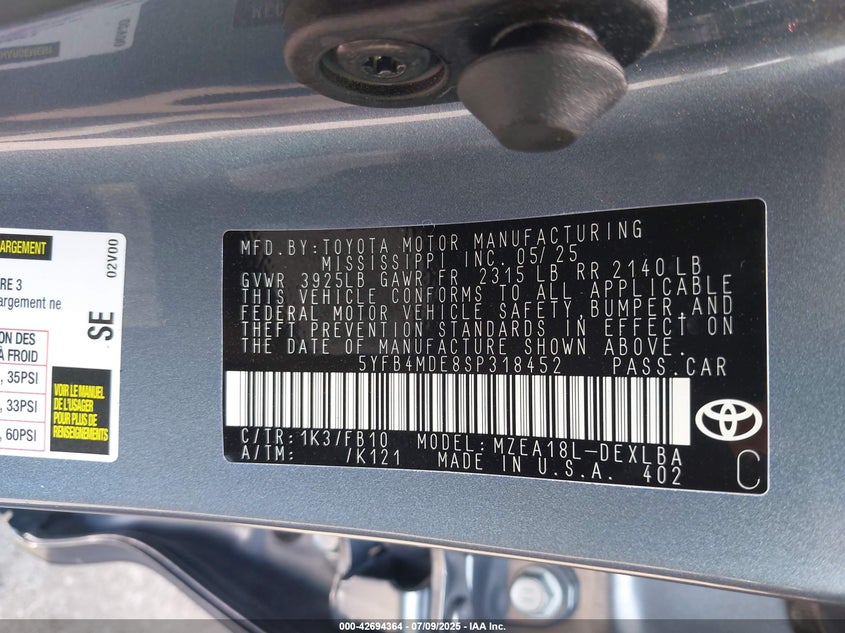 MFD.BY:TOYOTA MOTOR MANUFACTURING
MISSISSIPPI INC. 05/25
GVWR 3925LB GAWR FR 2315 LB RR 2140 LB
THIS VEHICLE CONFORMS TO ALL APPLICABLE
FEDERAL MOTOR VEHICLE SAFETY,BUMPER,AND
THEFT PREVENTION STANDARDS IN EFFECT ON
THE DATE OF MANUFACTURE SHOWN ABOVE.
5YFB4MDE8SP318452 PASS.CAR
C/TR: 1K37/FB10 MODEL: MZEA18L-DEXLBA
A/TM: /K121 MADE IN U.S.A. 402
C
ARGEMENT
02V00
RE 3
argement ne
SE
ON DES
À FROID
, 35PSI
, 33PSI
, 60PSI
VOIR LE MANUEL
DE L'USAGER
POUR PLUS DE
RENSEIGNEMENTS
000-42694364 - 07/09/2025 - IAA Inc.